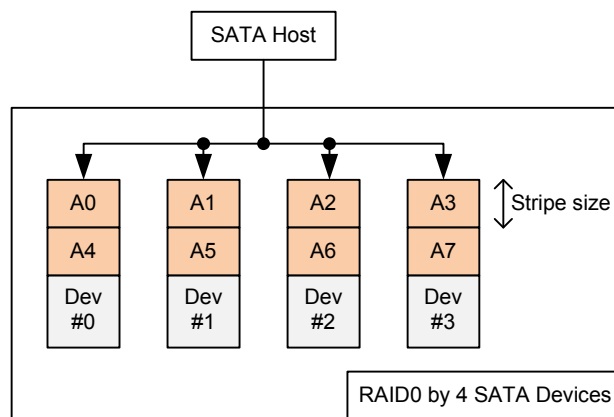 SATA Host
A0
A1
A2
A3
Stripe size
A4
A5
A6
A7
Dev
#0
Dev
#1
Dev
#2
Dev
#3
RAID0 by 4 SATA Devices